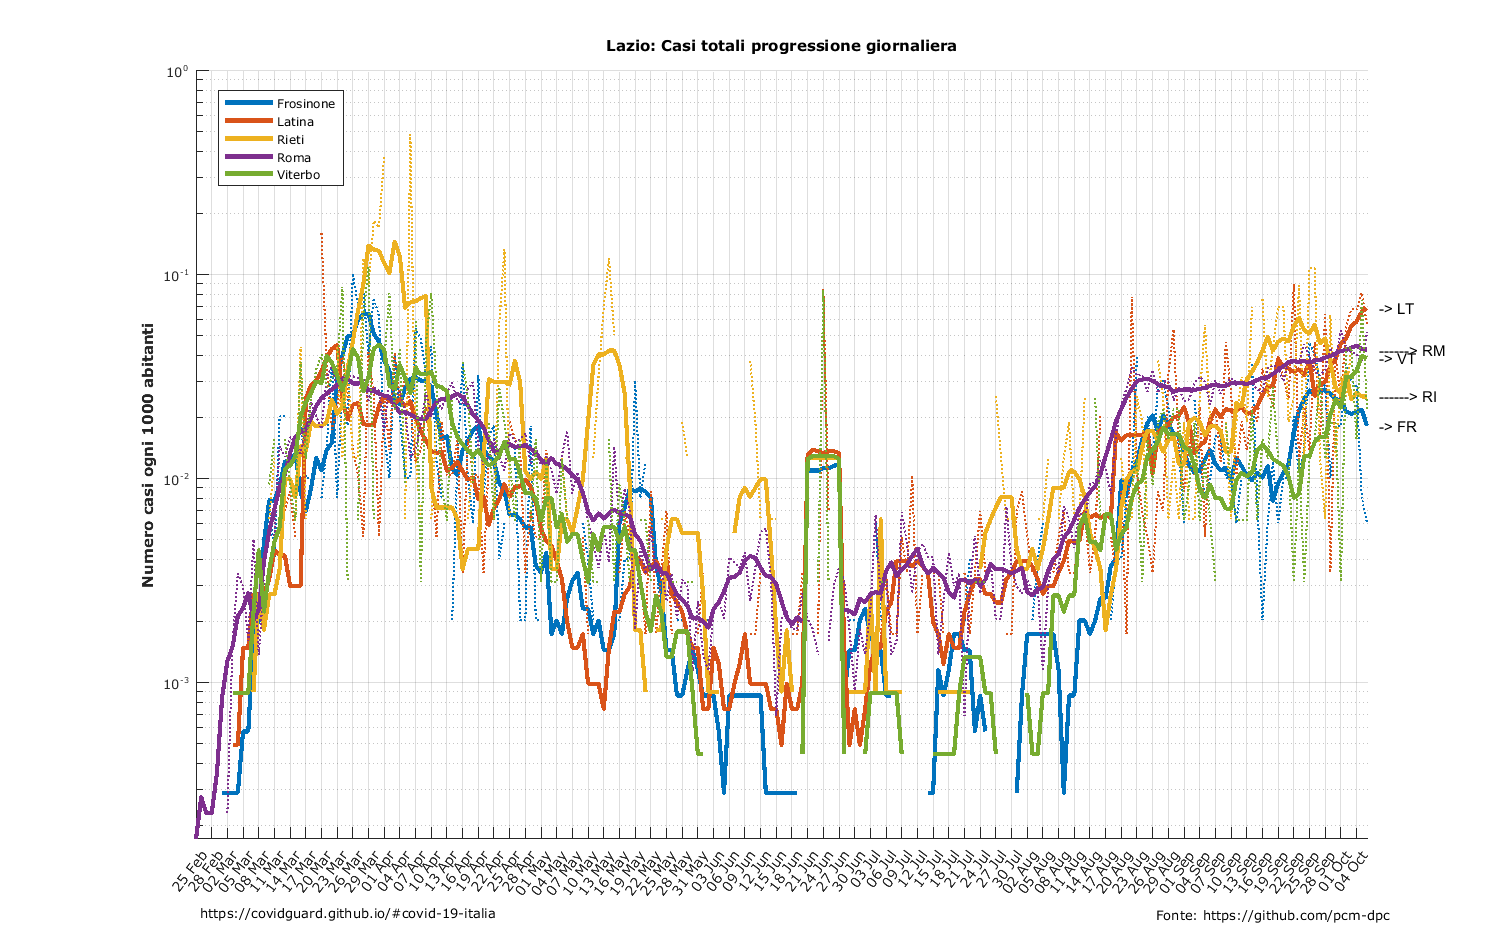 Lazio: Casi totali progressione giornaliera
10⁰
10⁻¹
10⁻²
10⁻³
Numero casi ogni 1000 abitanti
Frosinone
Latina
Rieti
Roma
Viterbo
-> LT
------> RM
-> VT
------> RI
-> FR
25 Feb
28 Feb
02 Mar
05 Mar
08 Mar
11 Mar
14 Mar
17 Mar
20 Mar
23 Mar
26 Mar
29 Mar
01 Apr
04 Apr
07 Apr
10 Apr
13 Apr
16 Apr
19 Apr
22 Apr
25 Apr
28 Apr
01 May
04 May
07 May
10 May
13 May
16 May
19 May
22 May
25 May
28 May
31 May
03 Jun
06 Jun
09 Jun
12 Jun
15 Jun
18 Jun
21 Jun
24 Jun
27 Jun
30 Jun
03 Jul
06 Jul
09 Jul
12 Jul
15 Jul
18 Jul
21 Jul
24 Jul
27 Jul
30 Jul
02 Aug
05 Aug
08 Aug
11 Aug
14 Aug
17 Aug
20 Aug
23 Aug
26 Aug
29 Aug
01 Sep
04 Sep
07 Sep
10 Sep
13 Sep
16 Sep
19 Sep
22 Sep
25 Sep
28 Sep
01 Oct
04 Oct
https://covidguard.github.io/#covid-19-italia
Fonte: https://github.com/pcm-dpc